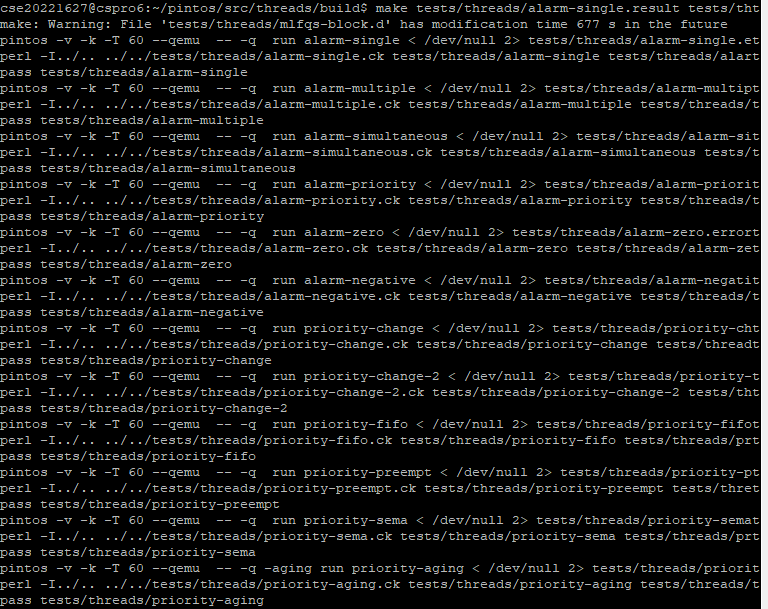 cse20221627@cspro6:~/pintos/src/threads/build$ make tests/threads/alarm-single.result tests/tht
make: Warning: File 'tests/threads/mlfqs-block.d' has modification time 677 s in the future
pintos -v -k -T 60 --qemu  -- -q  run alarm-single < /dev/null 2> tests/threads/alarm-single.et
perl -I../.. ../../tests/threads/alarm-single.ck tests/threads/alarm-single tests/threads/alart
pass tests/threads/alarm-single
pintos -v -k -T 60 --qemu  -- -q  run alarm-multiple < /dev/null 2> tests/threads/alarm-multipt
perl -I../.. ../../tests/threads/alarm-multiple.ck tests/threads/alarm-multiple tests/threads/t
pass tests/threads/alarm-multiple
pintos -v -k -T 60 --qemu  -- -q  run alarm-simultaneous < /dev/null 2> tests/threads/alarm-sit
perl -I../.. ../../tests/threads/alarm-simultaneous.ck tests/threads/alarm-simultaneous tests/t
pass tests/threads/alarm-simultaneous
pintos -v -k -T 60 --qemu  -- -q  run alarm-priority < /dev/null 2> tests/threads/alarm-priorit
perl -I../.. ../../tests/threads/alarm-priority.ck tests/threads/alarm-priority tests/threads/t
pass tests/threads/alarm-priority
pintos -v -k -T 60 --qemu  -- -q  run alarm-zero < /dev/null 2> tests/threads/alarm-zero.errort
perl -I../.. ../../tests/threads/alarm-zero.ck tests/threads/alarm-zero tests/threads/alarm-zet
pass tests/threads/alarm-zero
pintos -v -k -T 60 --qemu  -- -q  run alarm-negative < /dev/null 2> tests/threads/alarm-negatit
perl -I../.. ../../tests/threads/alarm-negative.ck tests/threads/alarm-negative tests/threads/t
pass tests/threads/alarm-negative
pintos -v -k -T 60 --qemu  -- -q  run priority-change < /dev/null 2> tests/threads/priority-cht
perl -I../.. ../../tests/threads/priority-change.ck tests/threads/priority-change tests/threadt
pass tests/threads/priority-change
pintos -v -k -T 60 --qemu  -- -q  run priority-change-2 < /dev/null 2> tests/threads/priority-t
perl -I../.. ../../tests/threads/priority-change-2.ck tests/threads/priority-change-2 tests/tht
pass tests/threads/priority-change-2
pintos -v -k -T 60 --qemu  -- -q  run priority-fifo < /dev/null 2> tests/threads/priority-fifot
perl -I../.. ../../tests/threads/priority-fifo.ck tests/threads/priority-fifo tests/threads/prt
pass tests/threads/priority-fifo
pintos -v -k -T 60 --qemu  -- -q  run priority-preempt < /dev/null 2> tests/threads/priority-pt
perl -I../.. ../../tests/threads/priority-preempt.ck tests/threads/priority-preempt tests/thret
pass tests/threads/priority-preempt
pintos -v -k -T 60 --qemu  -- -q  run priority-sema < /dev/null 2> tests/threads/priority-semat
perl -I../.. ../../tests/threads/priority-sema.ck tests/threads/priority-sema tests/threads/prt
pass tests/threads/priority-sema
pintos -v -k -T 60 --qemu  -- -q -aging run priority-aging < /dev/null 2> tests/threads/priorit
perl -I../.. ../../tests/threads/priority-aging.ck tests/threads/priority-aging tests/threads/t
pass tests/threads/priority-aging